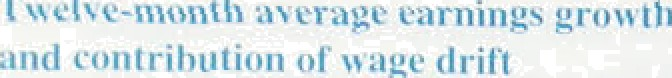 Twelve-month average earnings growth
and contribution of wage drift